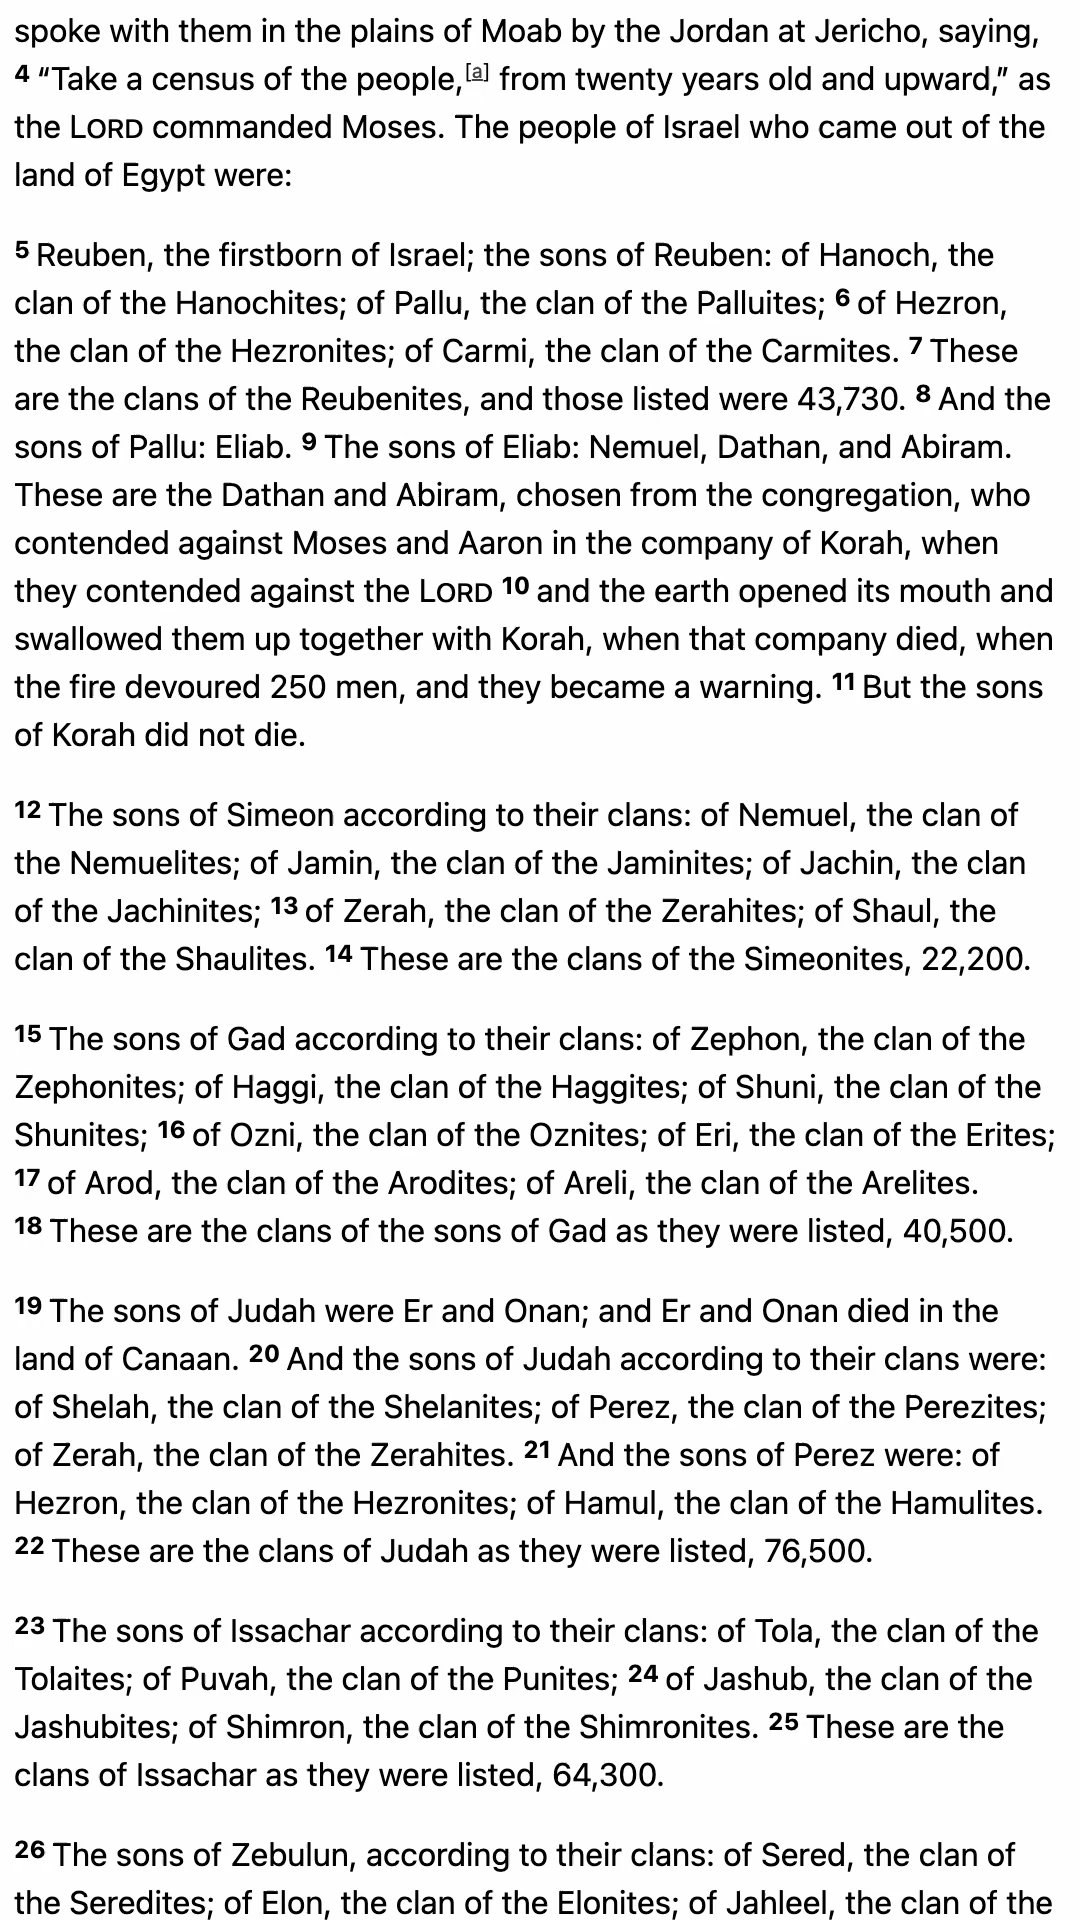 spoke with them in the plains of Moab by the Jordan at Jericho, saying,
4 “Take a census of the people,[a] from twenty years old and upward,” as
the LORD commanded Moses. The people of Israel who came out of the
land of Egypt were:
5 Reuben, the firstborn of Israel; the sons of Reuben: of Hanoch, the
clan of the Hanochites; of Pallu, the clan of the Palluites; 6 of Hezron,
the clan of the Hezronites; of Carmi, the clan of the Carmites. 7 These
are the clans of the Reubenites, and those listed were 43,730. 8 And the
sons of Pallu: Eliab. 9 The sons of Eliab: Nemuel, Dathan, and Abiram.
These are the Dathan and Abiram, chosen from the congregation, who
contended against Moses and Aaron in the company of Korah, when
they contended against the LORD 10 and the earth opened its mouth and
swallowed them up together with Korah, when that company died, when
the fire devoured 250 men, and they became a warning. 11 But the sons
of Korah did not die.
12 The sons of Simeon according to their clans: of Nemuel, the clan of
the Nemuelites; of Jamin, the clan of the Jaminites; of Jachin, the clan
of the Jachinites; 13 of Zerah, the clan of the Zerahites; of Shaul, the
clan of the Shaulites. 14 These are the clans of the Simeonites, 22,200.
15 The sons of Gad according to their clans: of Zephon, the clan of the
Zephonites; of Haggi, the clan of the Haggites; of Shuni, the clan of the
Shunites; 16 of Ozni, the clan of the Oznites; of Eri, the clan of the Erites;
17 of Arod, the clan of the Arodites; of Areli, the clan of the Arelites.
18 These are the clans of the sons of Gad as they were listed, 40,500.
19 The sons of Judah were Er and Onan; and Er and Onan died in the
land of Canaan. 20 And the sons of Judah according to their clans were:
of Shelah, the clan of the Shelanites; of Perez, the clan of the Perezites;
of Zerah, the clan of the Zerahites. 21 And the sons of Perez were: of
Hezron, the clan of the Hezronites; of Hamul, the clan of the Hamulites.
22 These are the clans of Judah as they were listed, 76,500.
23 The sons of Issachar according to their clans: of Tola, the clan of the
Tolaites; of Puvah, the clan of the Punites; 24 of Jashub, the clan of the
Jashubites; of Shimron, the clan of the Shimronites. 25 These are the
clans of Issachar as they were listed, 64,300.
26 The sons of Zebulun, according to their clans: of Sered, the clan of
the Seredites; of Elon, the clan of the Elonites; of Jahleel, the clan of the